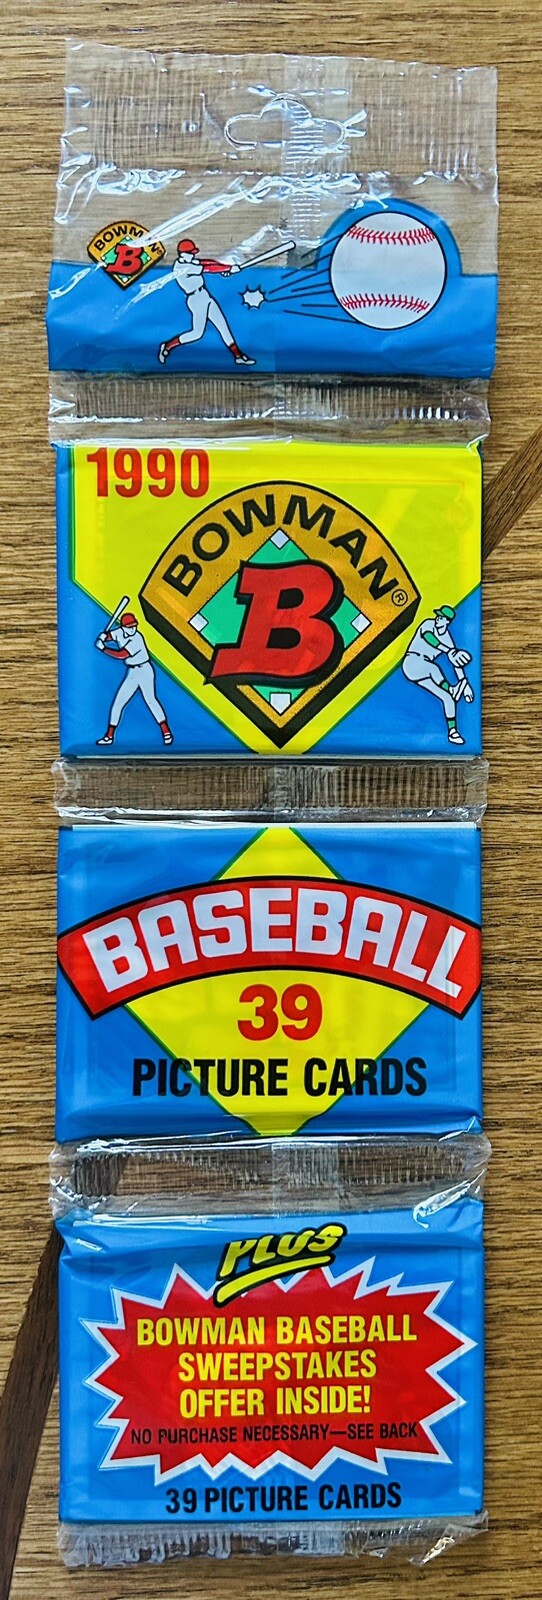 BOWMAN
B
1990
BOWMAN®
B
BASEBALL
39
PICTURE CARDS
PLUS
BOWMAN BASEBALL
SWEEPSTAKES
OFFER INSIDE!
NO PURCHASE NECESSARY—SEE BACK
39 PICTURE CARDS